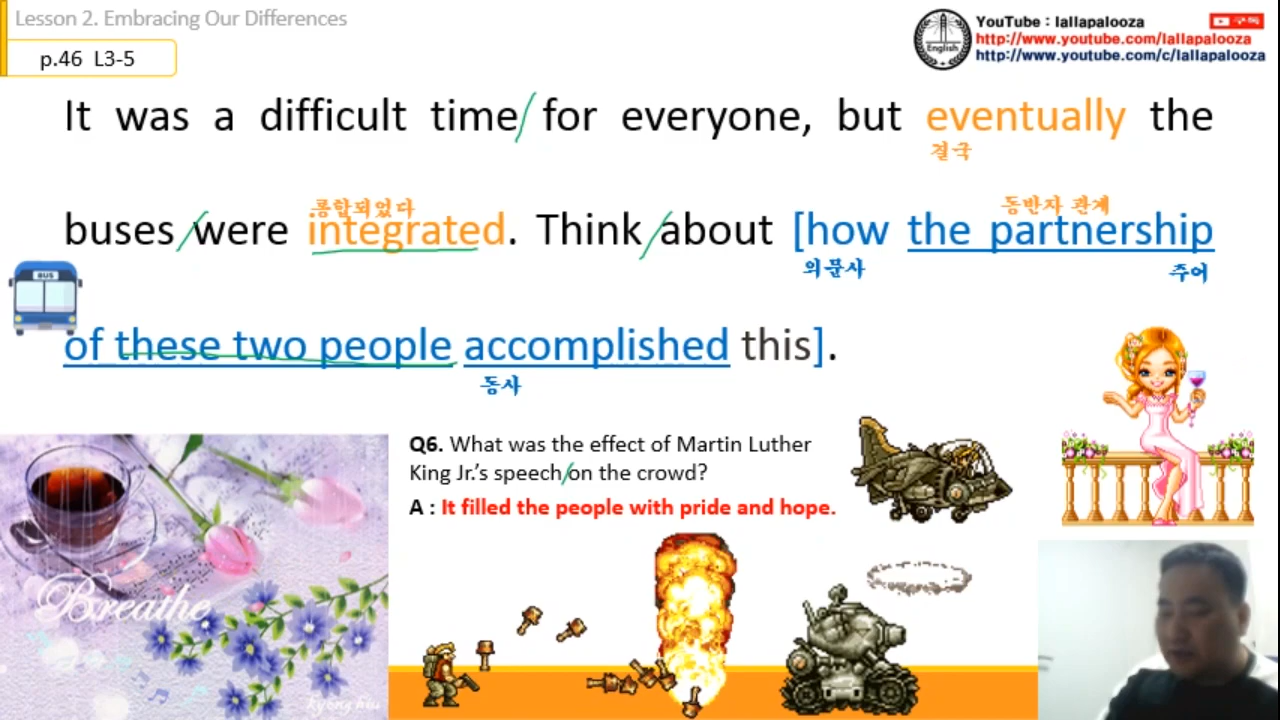 Lesson 2. Embracing Our Differences
p.46 L3-5
English
YouTube : lallapalooza
구독
http://www.youtube.com/lallapalooza
http://www.youtube.com/c/lallapalooza
It was a difficult time for everyone, but eventually the
결국
통합되었다
동반자 관계
buses were integrated. Think about [how the partnership
의문사
주어
BUS
of these two people accomplished this].
동사
Q6. What was the effect of Martin Luther
King Jr.'s speech on the crowd?
A : It filled the people with pride and hope.
Breathe